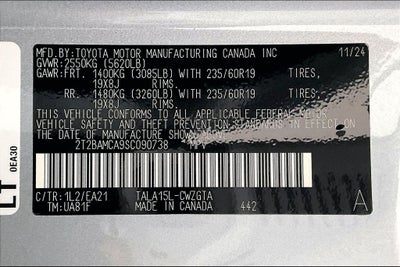 MFD.BY:TOYOTA MOTOR MANUFACTURING CANADA INC 11/24
GVWR:2550KG (5620LB)
GAWR:FRT. 1400KG (3085LB) WITH 235/60R19 TIRES,
19X8J RIMS.
RR. 1480KG (3260LB) WITH 235/60R19 TIRES,
19X8J RIMS.
THIS VEHICLE CONFORMS TO ALL APPLICABLE FEDERAL MOTOR
VEHICLE SAFETY AND THEFT PREVENTION STANDARDS IN EFFECT ON
THE DATE OF MANUFACTURE SHOWN ABOVE.
2T2BAMCA9SC090738
C/TR:1L2/EA21 TALA15L-CWZGTA
TM:UA81F MADE IN CANADA 442 A
0EA30